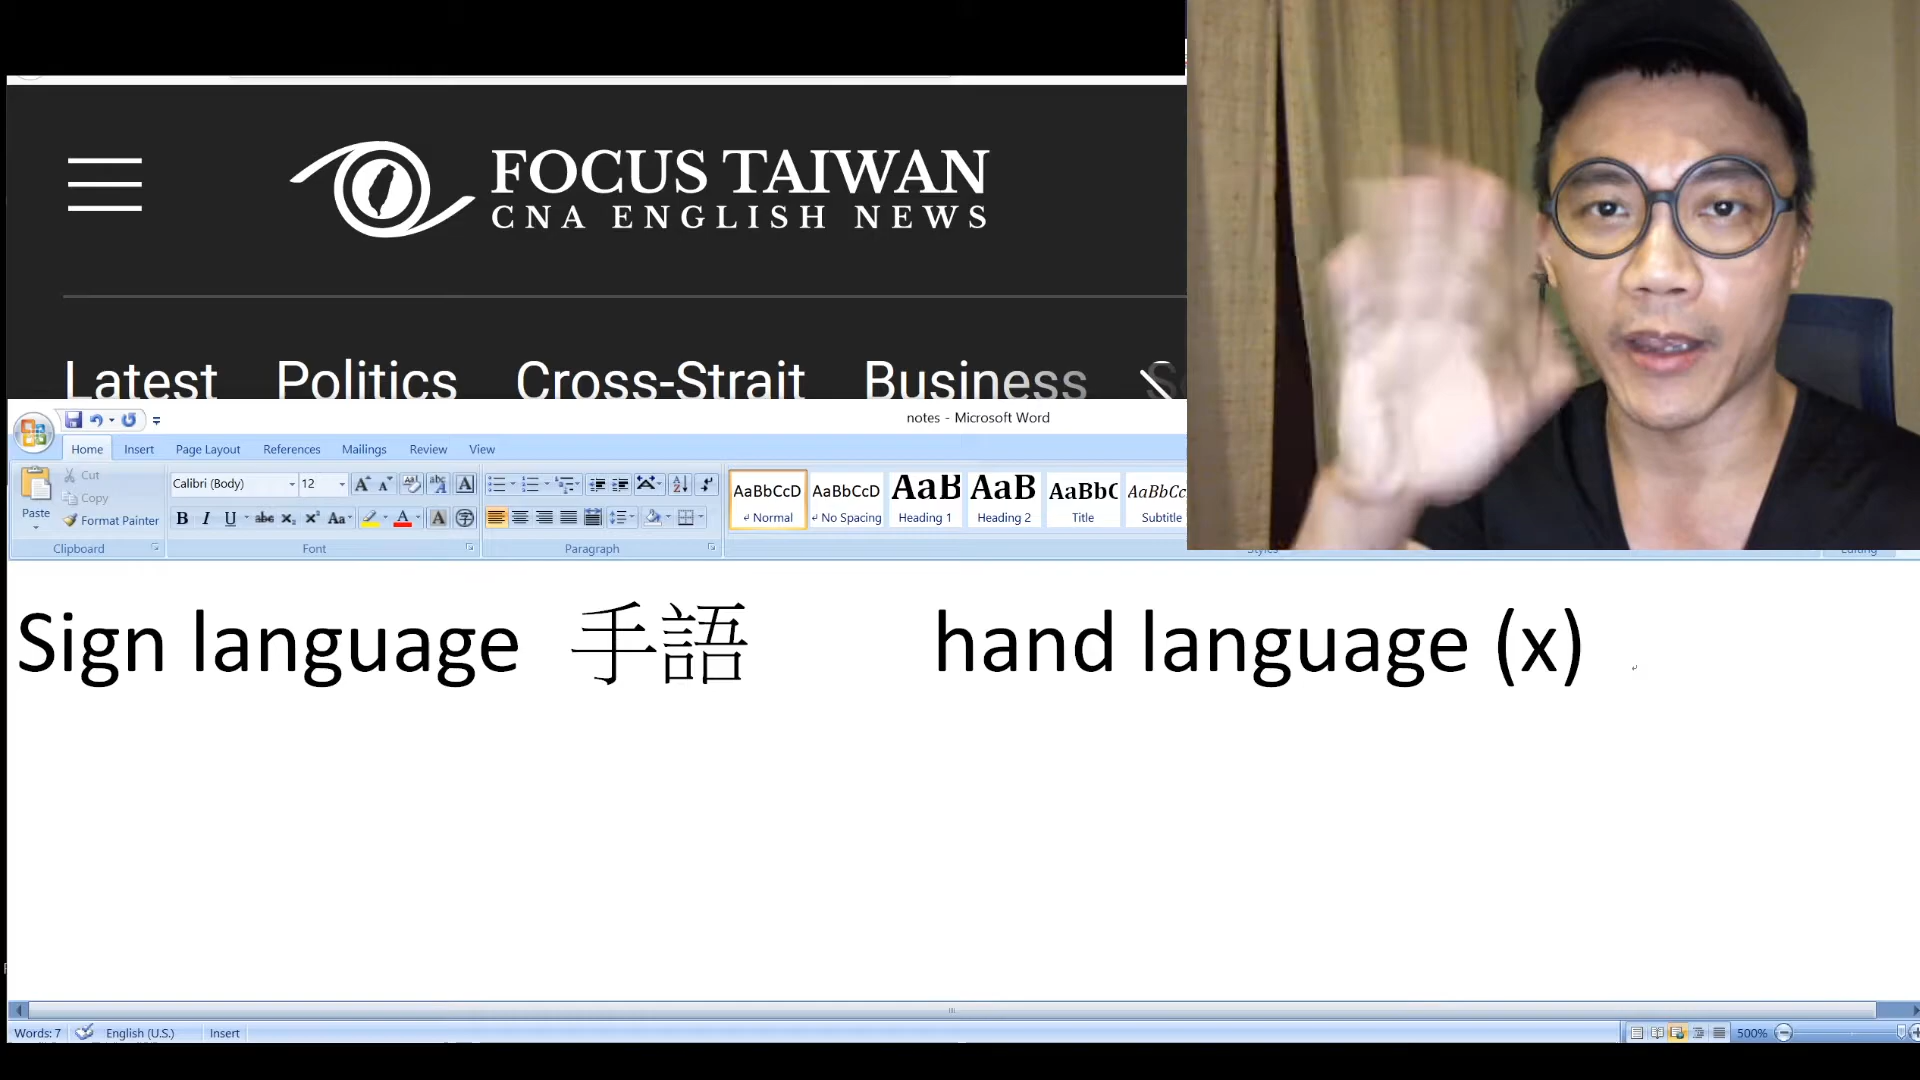 FOCUS TAIWAN
CNA ENGLISH NEWS
Latest Politics Cross-Strait Business
notes - Microsoft Word
Home Insert Page Layout References Mailings Review View
Paste
Cut
Copy
Format Painter
Clipboard
Calibri (Body) 12
Font
Paragraph
AaBbCcD AaBbCcD AaB AaB AaBbC AaBbCc
Normal No Spacing Heading 1 Heading 2 Title Subtitle
Sign language 手語 hand language (x)
Words: 7 English (U.S.) Insert 500%